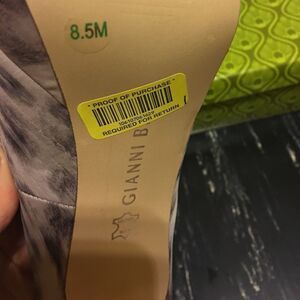 8.5M
"PROOF OF PURCHASE"
REQUIRED FOR RETURN
GIANNI B